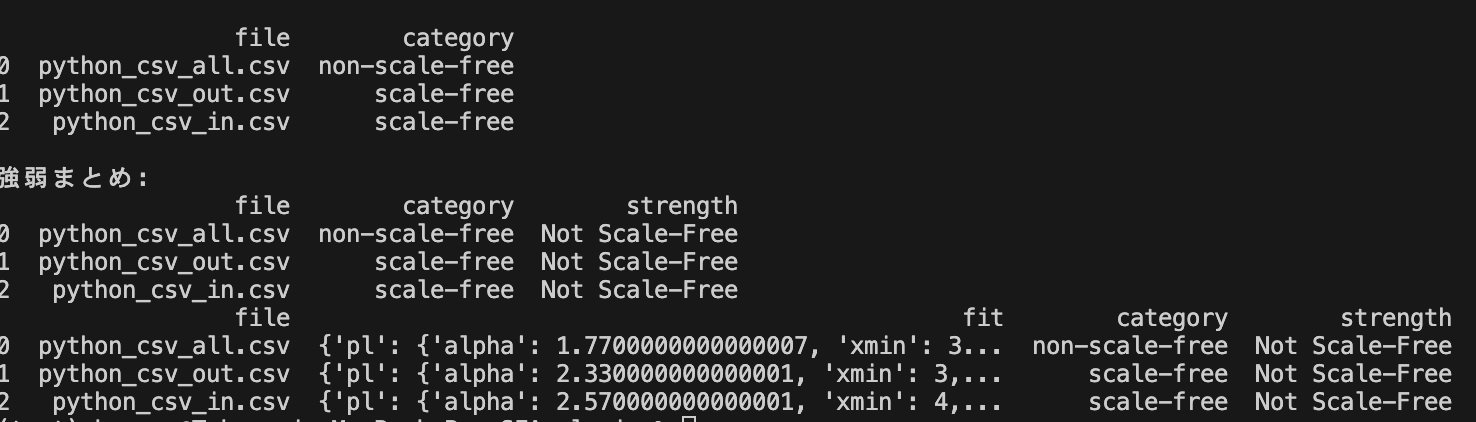 file category
0 python_csv_all.csv non-scale-free
1 python_csv_out.csv scale-free
2 python_csv_in.csv scale-free
強弱まとめ:
file category strength
0 python_csv_all.csv non-scale-free Not Scale-Free
1 python_csv_out.csv scale-free Not Scale-Free
2 python_csv_in.csv scale-free Not Scale-Free
file fit category strength
0 python_csv_all.csv {'pl': {'alpha': 1.7700000000000007, 'xmin': 3... non-scale-free Not Scale-Free
1 python_csv_out.csv {'pl': {'alpha': 2.330000000000001, 'xmin': 3,... scale-free Not Scale-Free
2 python_csv_in.csv {'pl': {'alpha': 2.570000000000001, 'xmin': 4,... scale-free Not Scale-Free